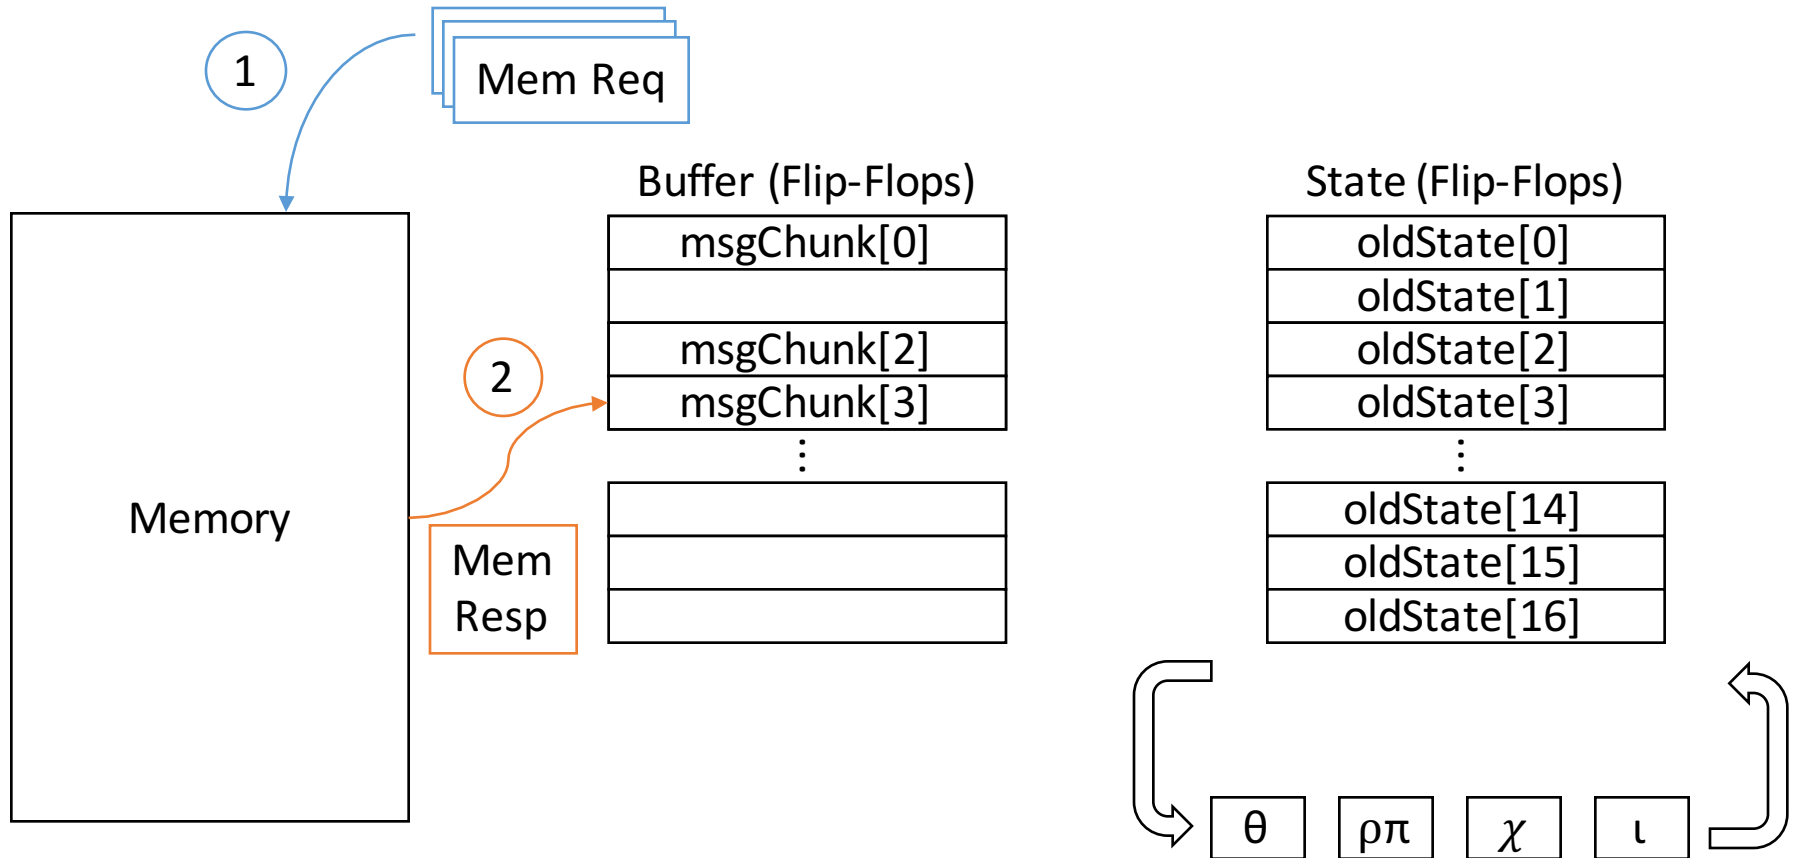 1
Mem Req
Buffer (Flip-Flops)
State (Flip-Flops)
msgChunk[0]
msgChunk[2]
msgChunk[3]
⋮
oldState[0]
oldState[1]
oldState[2]
oldState[3]
⋮
oldState[14]
oldState[15]
oldState[16]
2
Memory
Mem
Resp
θ
ρπ
χ
ι